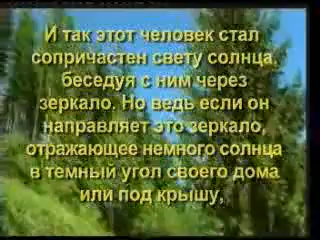 И так этот человек стал
сопричастен свету солнца,
беседуя с ним через
зеркало. Но ведь если он
направляет это зеркало,
отражающее немного солнца
в темный угол своего дома
или под крышу,